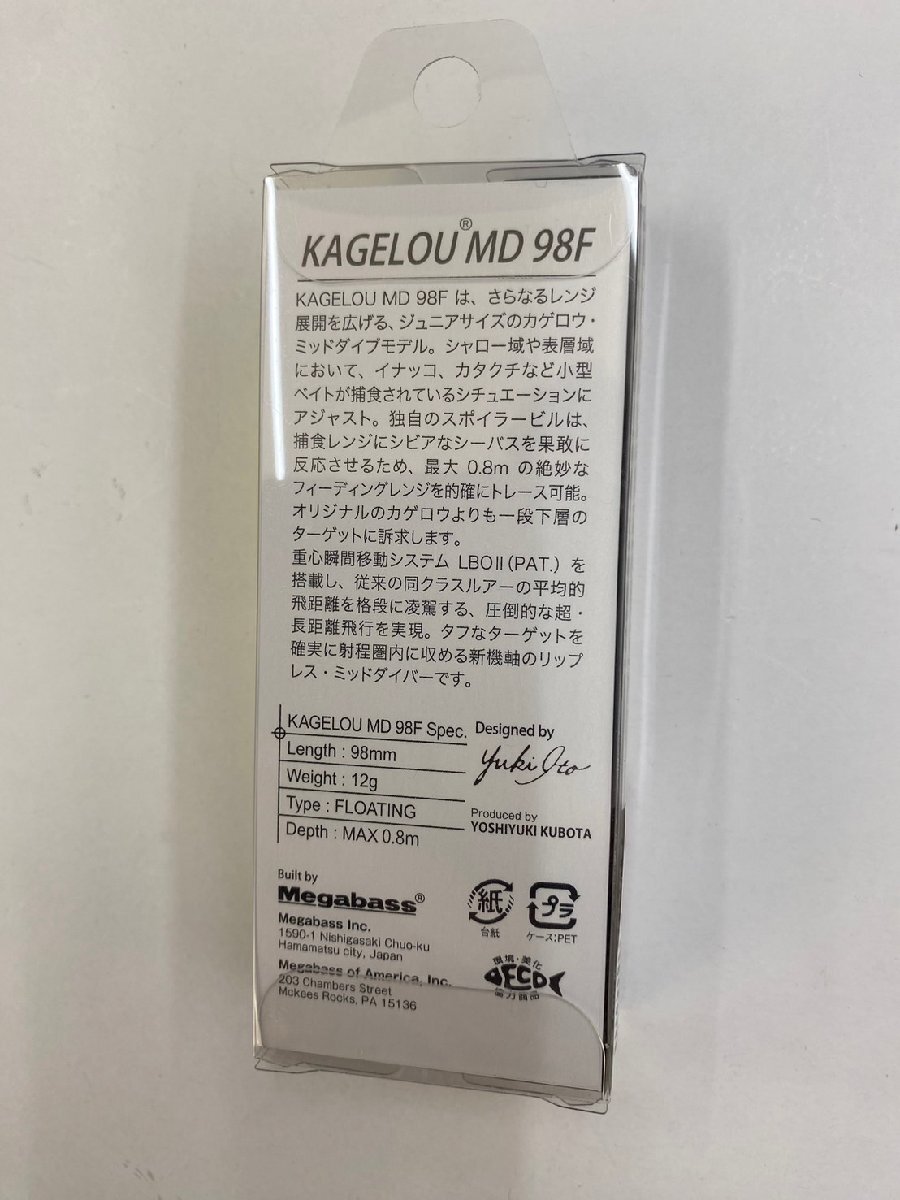 KAGELOU® MD 98F
KAGELOU MD 98F は、さらなるレンジ
展開を広げる、ジュニアサイズのカゲロウ・
ミッドダイブモデル。シャロー域や表層域
において、イナッコ、カタクチなど小型
ベイトが捕食されているシチュエーションに
アジャスト。独自のスポイラービルは、
捕食レンジにシビアなシーバスを果敢に
反応させるため、最大 0.8m の絶妙な
フィーディングレンジを的確にトレース可能。
オリジナルのカゲロウよりも一段下層の
ターゲットに訴求します。
重心瞬間移動システム LBOII(PAT.) を
搭載し、従来の同クラスルアーの平均的
飛距離を格段に凌駕する、圧倒的な超・
長距離飛行を実現。タフなターゲットを
確実に射程圏内に収める新機軸のリップ
レス・ミッドダイバーです。
KAGELOU MD 98F Spec.
Length : 98mm
Weight : 12g
Type : FLOATING
Depth : MAX 0.8m
Designed by
Yuki Ito
Produced by
YOSHIYUKI KUBOTA
Built by
Megabass®
Megabass Inc.
1590-1 Nishigasaki Chuo-ku
Hamamatsu city, Japan
Megabass of America, Inc.
203 Chambers Street
McKees Rocks, PA 15136
紙
台紙
プラ
ケース:PET
環境・美化
ECO
協力商品